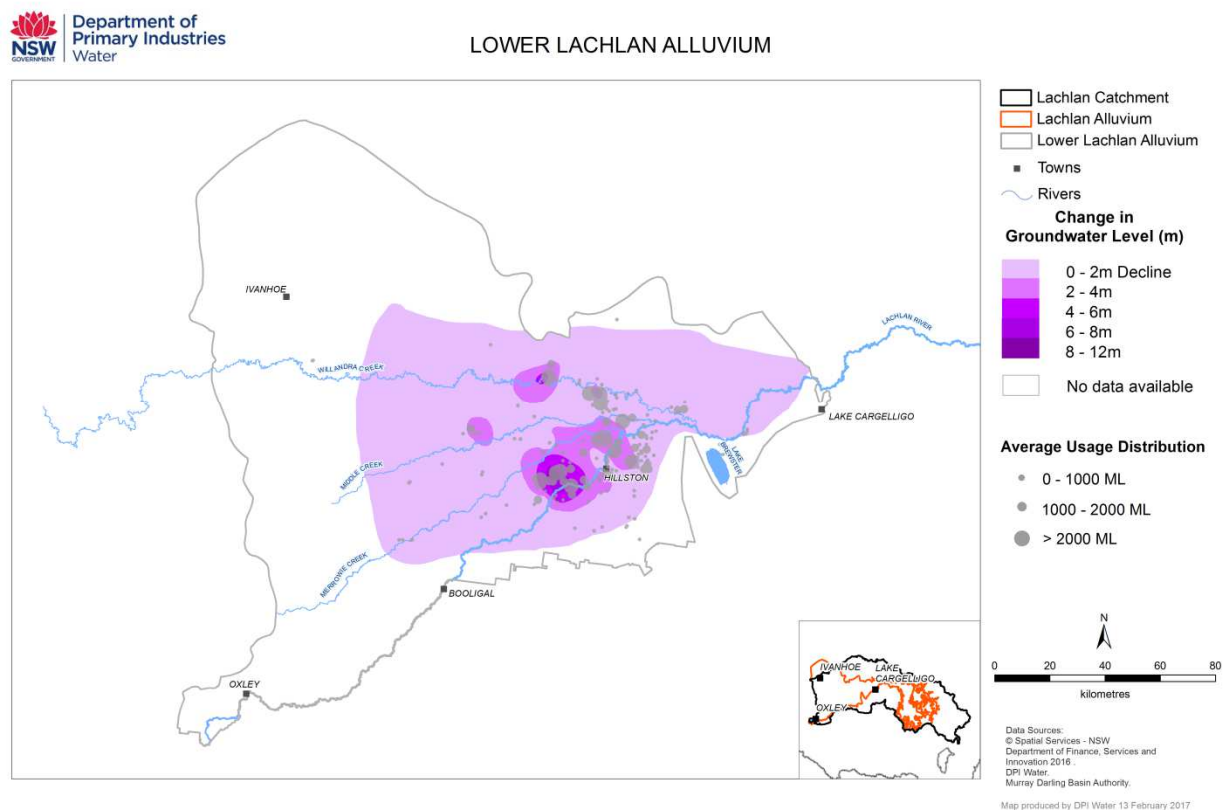 NSW
GOVERNMENT
Department of
Primary Industries
Water
LOWER LACHLAN ALLUVIUM
IVANHOE
WILLANDRA CREEK
LACHLAN RIVER
LAKE CARGELLIGO
MIDDLE CREEK
LAKE
BREWSTER
HILLSTON
MERROWIE CREEK
BOOLIGAL
OXLEY
Lachlan Catchment
Lachlan Alluvium
Lower Lachlan Alluvium
Towns
Rivers
Change in
Groundwater Level (m)
0 - 2m Decline
2 - 4m
4 - 6m
6 - 8m
8 - 12m
No data available
Average Usage Distribution
0 - 1000 ML
1000 - 2000 ML
> 2000 ML
IVANHOE
LAKE
CARGELLIGO
OXLEY
N
0 20 40 60 80
kilometres
Data Sources:
© Spatial Services - NSW
Department of Finance, Services and
Innovation 2016 .
DPI Water.
Murray Darling Basin Authority.
Map produced by DPI Water 13 February 2017